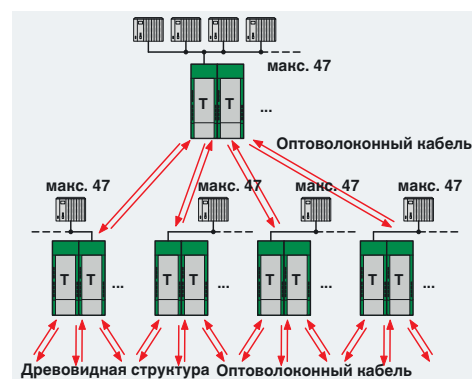 макс. 47
T T ...
Оптоволоконный кабель
макс. 47 макс. 47 макс. 47 макс. 47
T T ... T T ... T T ... T T ...
Древовидная структура Оптоволоконный кабель